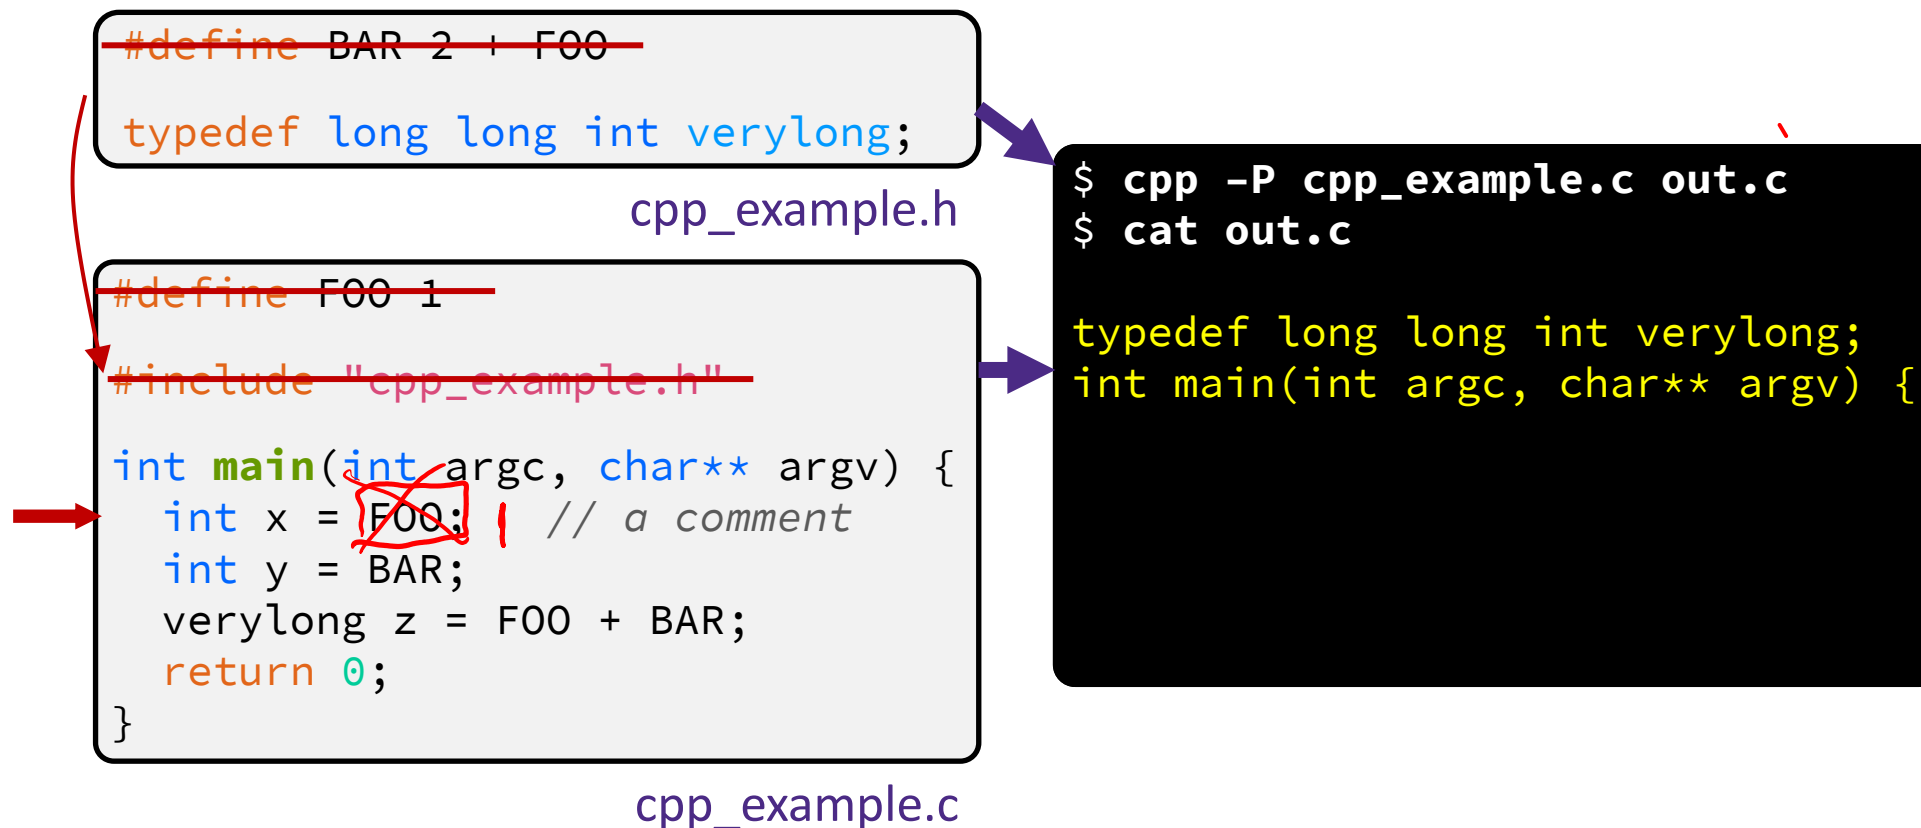 #define BAR 2 + FOO
typedef long long int verylong;
cpp_example.h
#define FOO 1
#include "cpp_example.h"
int main(int argc, char** argv) {
int x = FOO; 1 // a comment
int y = BAR;
verylong z = FOO + BAR;
return 0;
}
cpp_example.c
$ cpp –P cpp_example.c out.c
$ cat out.c
typedef long long int verylong;
int main(int argc, char** argv) {